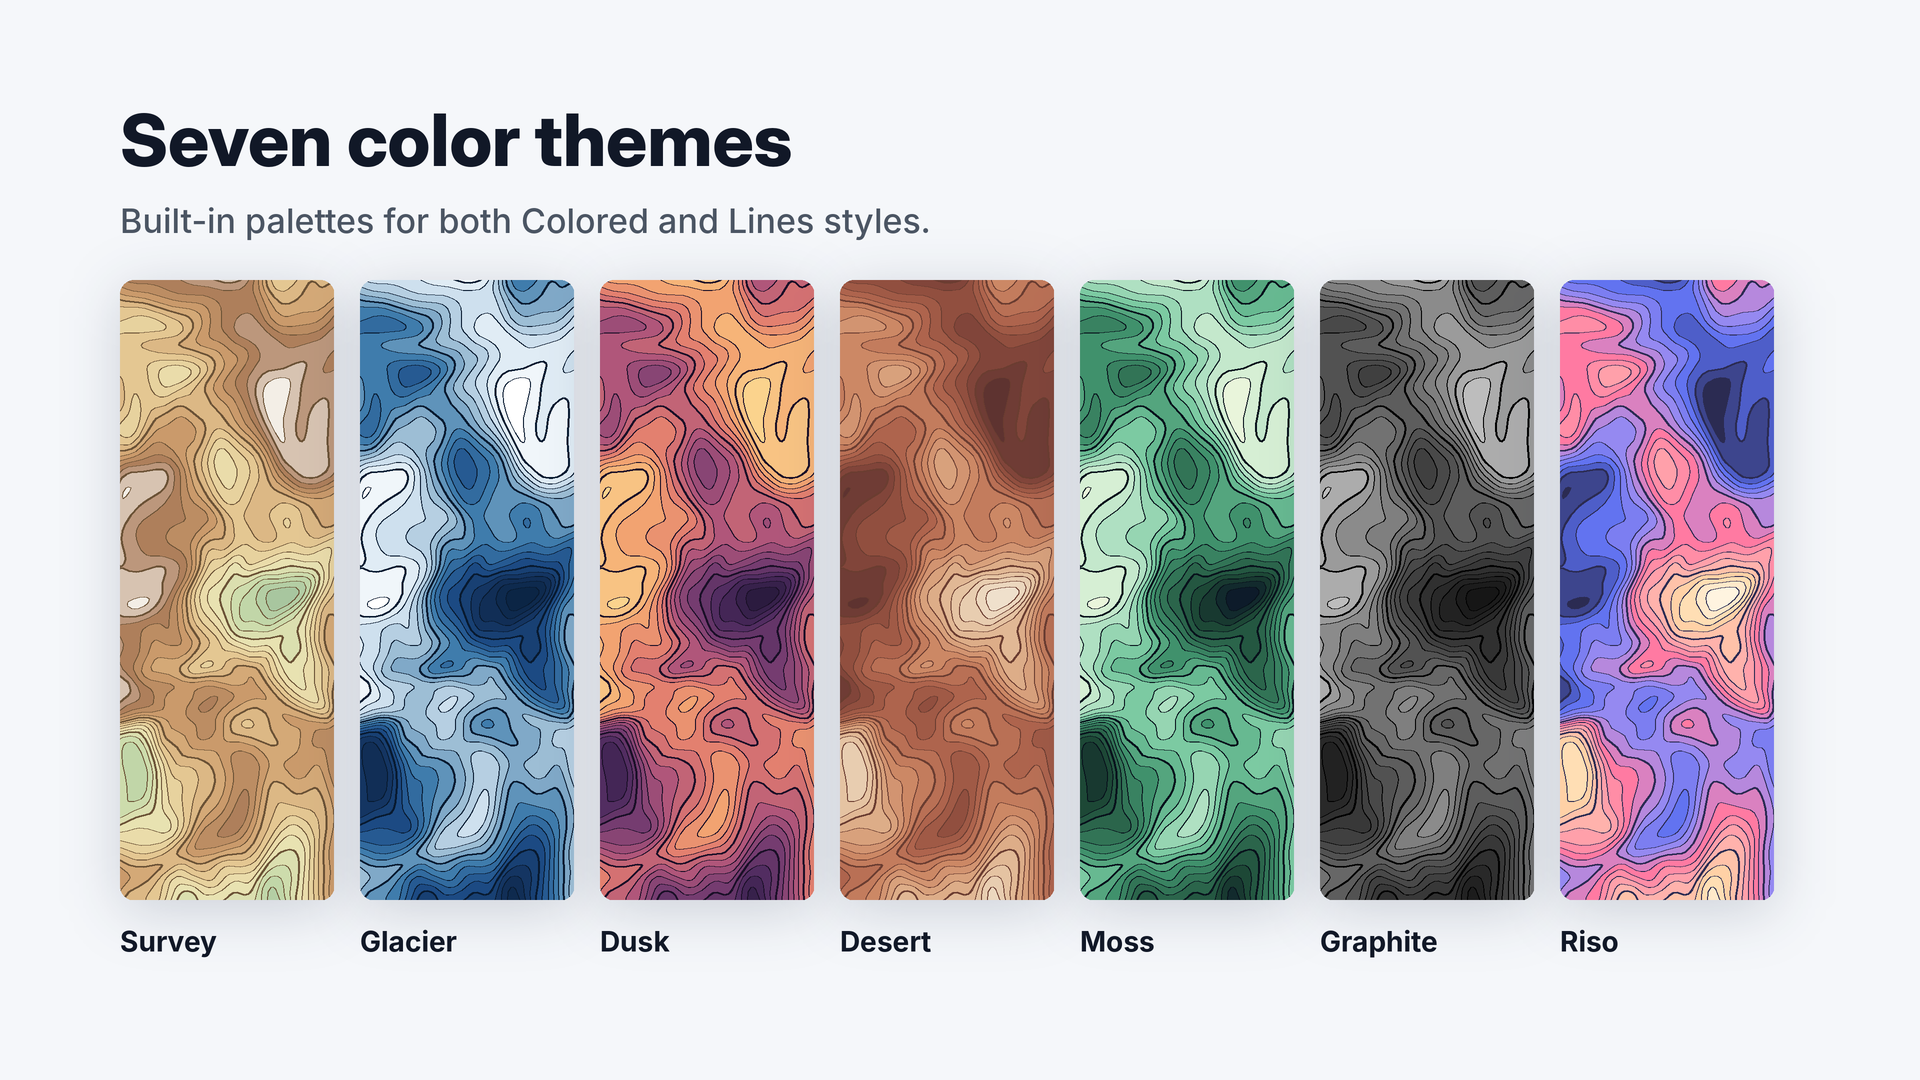 Seven color themes
Built-in palettes for both Colored and Lines styles.
Survey
Glacier
Dusk
Desert
Moss
Graphite
Riso